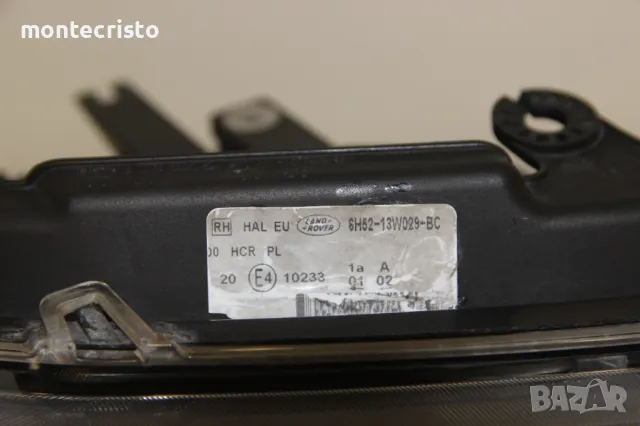 montecristo
RH HAL EU LAND-ROVER 6H52-13W029-BC
00 HCR PL
20 E4 10233 1a A
01 02
BAZAR